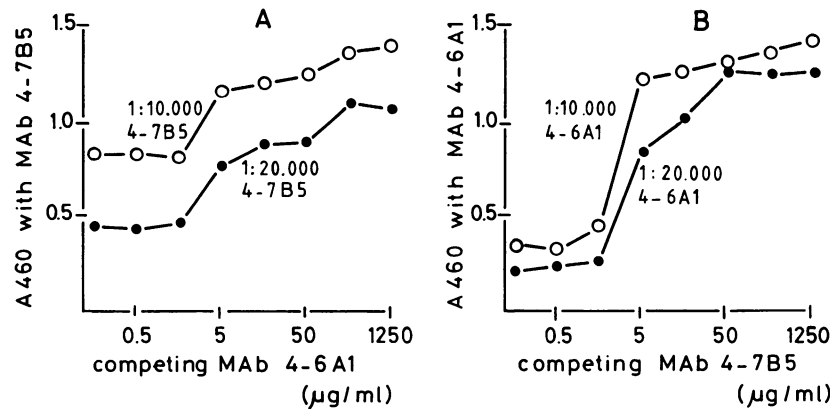 A
A460 with MAb 4-7B5
1.5
1.0
0.5
1:10.000
4-7B5
1:20.000
4-7B5
0.5 5 50 1250
competing MAb 4-6A1
(µg/ml)
B
A460 with MAb 4-6A1
1.5
1.0
0.5
1:10.000
4-6A1
1:20.000
4-6A1
0.5 5 50 1250
competing MAb 4-7B5
(µg/ml)